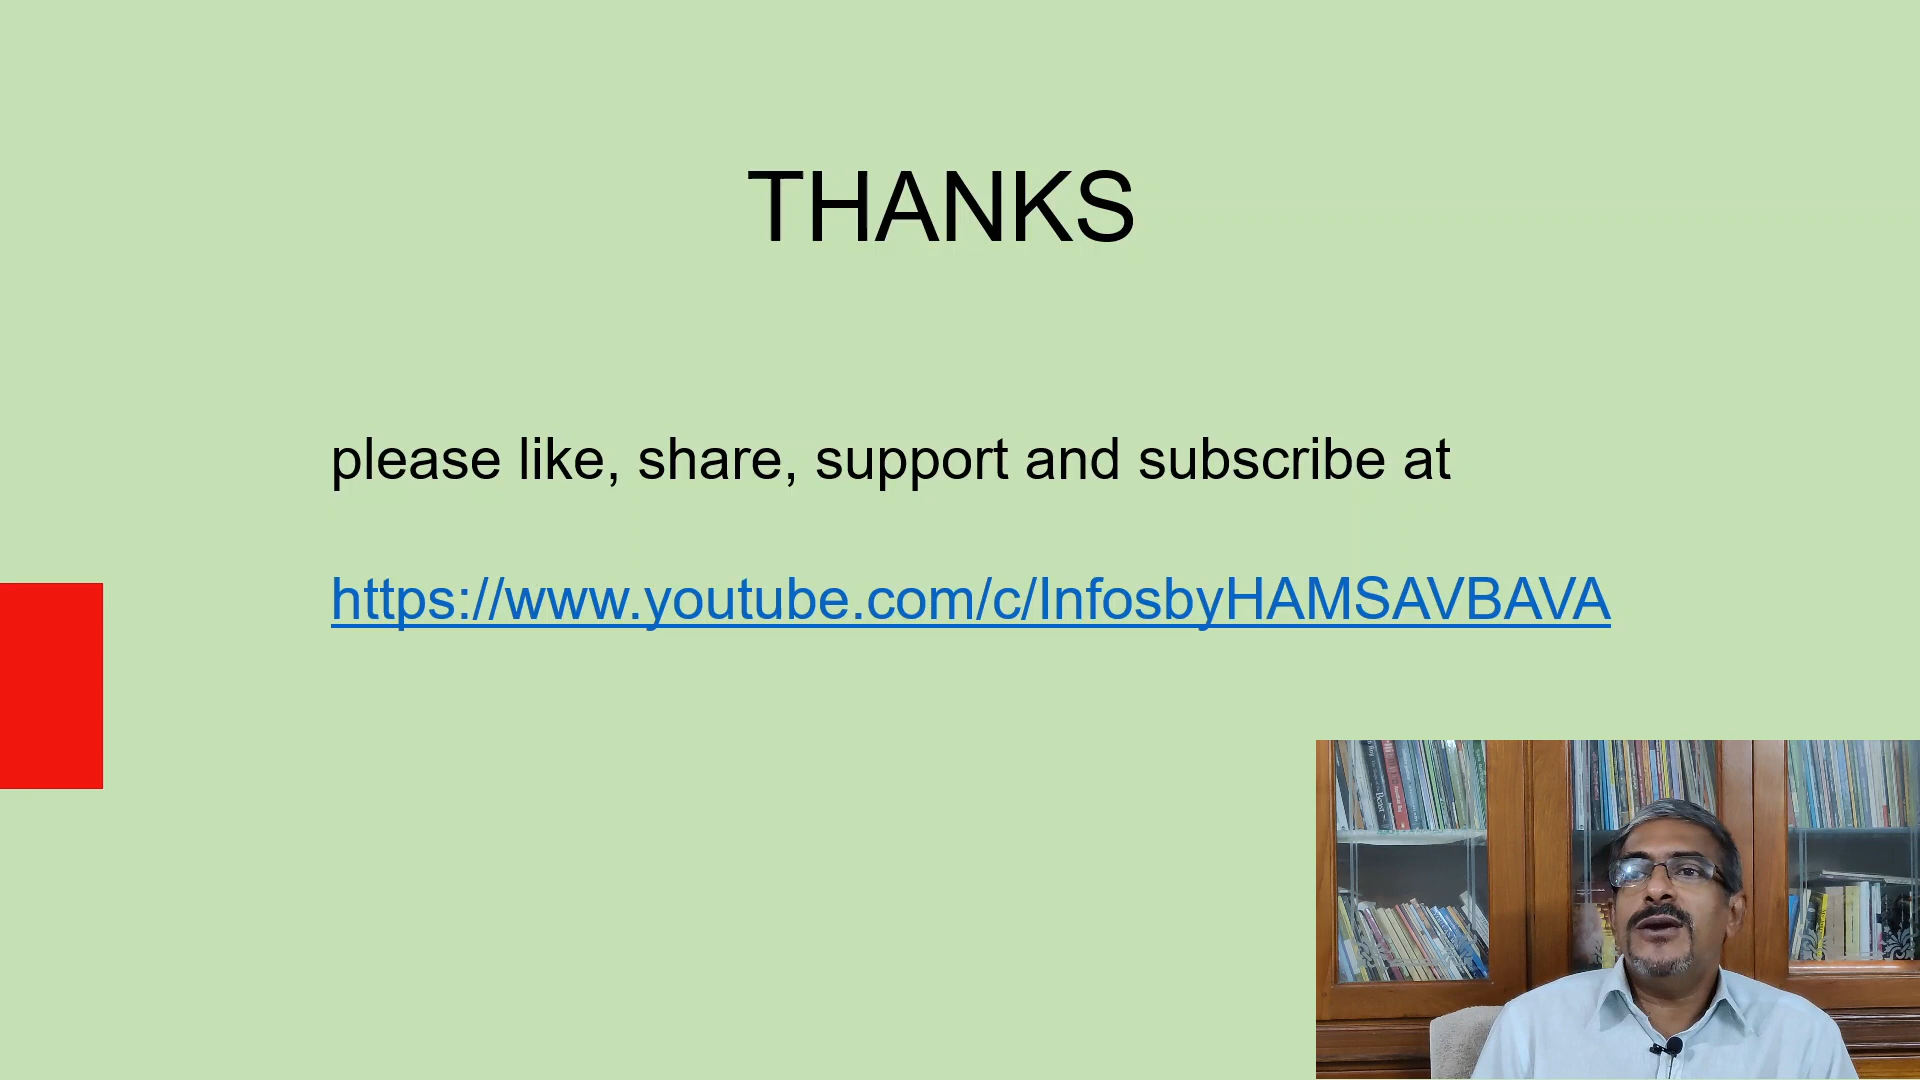 THANKS
please like, share, support and subscribe at
https://www.youtube.com/c/InfosbyHAMSAVBAVA